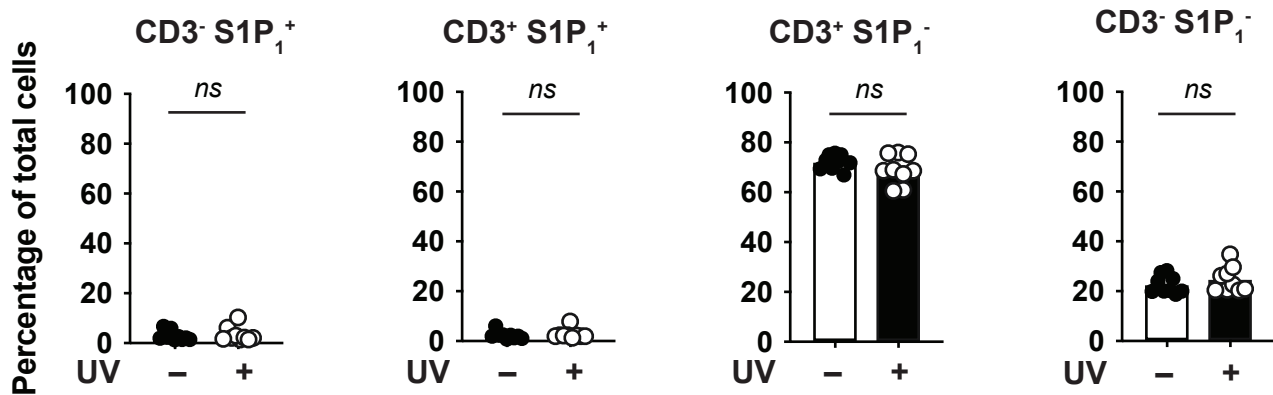 Percentage of total cells
CD3⁻ S1P₁⁺
ns
100
80
60
40
20
0
UV − +
CD3⁺ S1P₁⁺
ns
100
80
60
40
20
0
UV − +
CD3⁺ S1P₁⁻
ns
100
80
60
40
20
0
UV − +
CD3⁻ S1P₁⁻
ns
100
80
60
40
20
0
UV − +